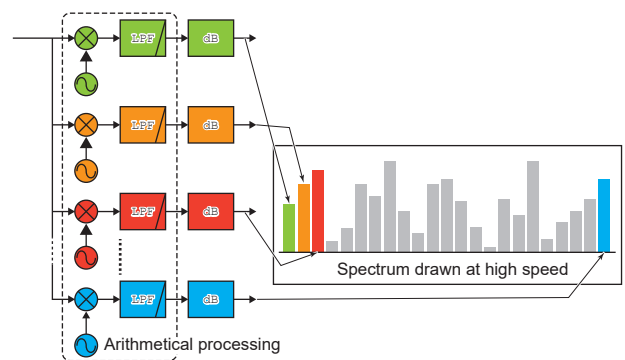 LPF dB
LPF dB
LPF dB
LPF dB
Spectrum drawn at high speed
Arithmetical processing